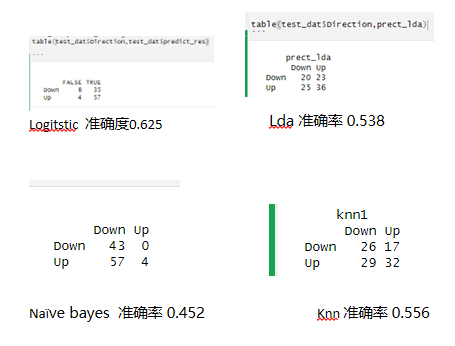 table(test_dat$Direction,test_dat$predict_res)
```
FALSE TRUE
Down 8 35
Up 4 57
Logitstic 准确度0.625
table(test_dat$Direction,prect_lda)
```
prect_lda
Down Up
Down 20 23
Up 25 36
Lda 准确率 0.538
Down Up
Down 43 0
Up 57 4
Naïve bayes 准确率 0.452
knn1
Down Up
Down 26 17
Up 29 32
Knn 准确率 0.556